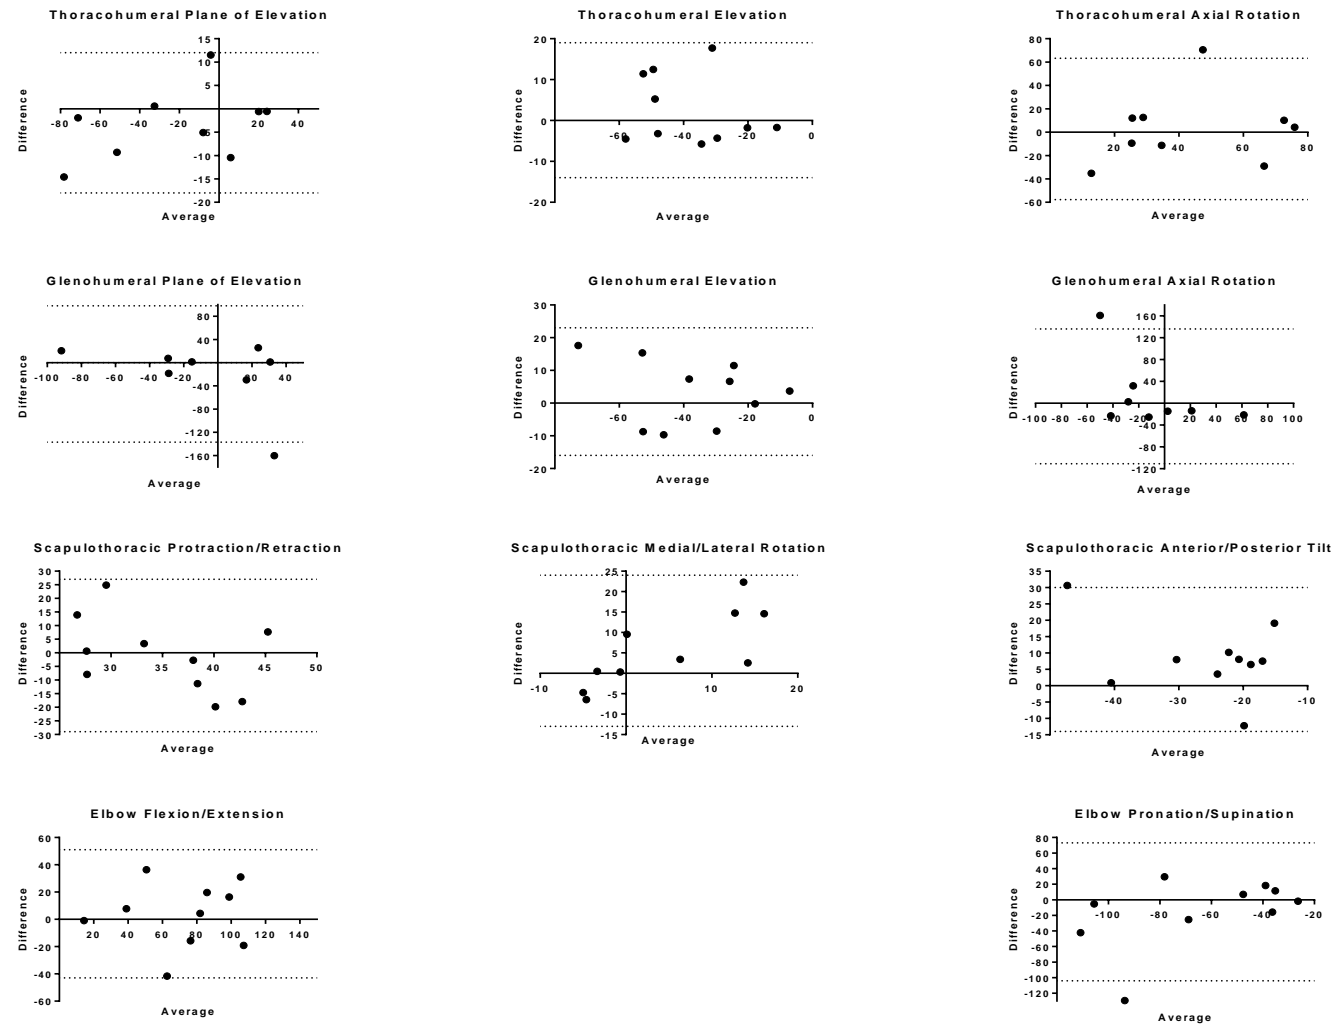 Thoracohumeral Plane of Elevation
15
10
5
-80 -60 -40 -20 20 40
-5
-10
-15
-20
Difference
Average
Thoracohumeral Elevation
20
10
0
-60 -40 -20 0
-10
-20
Difference
Average
Thoracohumeral Axial Rotation
80
60
40
20
0
20 40 60 80
-20
-40
-60
Difference
Average
Glenohumeral Plane of Elevation
80
40
-100 -80 -60 -40 -20 20 40
-40
-80
-120
-160
Difference
Average
Glenohumeral Elevation
30
20
10
0
-60 -40 -20 0
-10
-20
Difference
Average
Glenohumeral Axial Rotation
160
120
80
40
-100 -80 -60 -40 -20 20 40 60 80 100
-40
-80
-120
Difference
Average
Scapulothoracic Protraction/Retraction
30
25
20
15
10
5
0
30 35 40 45 50
-5
-10
-15
-20
-25
-30
Difference
Average
Scapulothoracic Medial/Lateral Rotation
25
20
15
10
5
-10 10 20
-5
-10
-15
Difference
Average
Scapulothoracic Anterior/Posterior Tilt
35
30
25
20
15
10
5
0
-40 -30 -20 -10
-5
-10
-15
Difference
Average
Elbow Flexion/Extension
60
40
20
0
20 40 60 80 100 120 140
-20
-40
-60
Difference
Average
Elbow Pronation/Supination
80
60
40
20
0
-100 -80 -60 -40 -20
-20
-40
-60
-80
-100
-120
Difference
Average